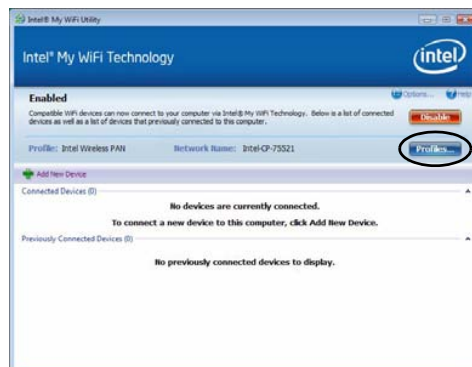 Intel® My WiFi Utility
Intel® My WiFi Technology
intel
Options... Help
Enabled
Compatible WiFi devices can now connect to your computer via Intel® My WiFi Technology. Below is a list of connected
devices as well as a list of devices that previously connected to this computer.
Disable
Profile: Intel Wireless PAN Network Name: Intel-CP-75521 Profiles...
Add New Device
Connected Devices (0)
No devices are currently connected.
To connect a new device to this computer, click Add New Device.
Previously Connected Devices (0)
No previously connected devices to display.